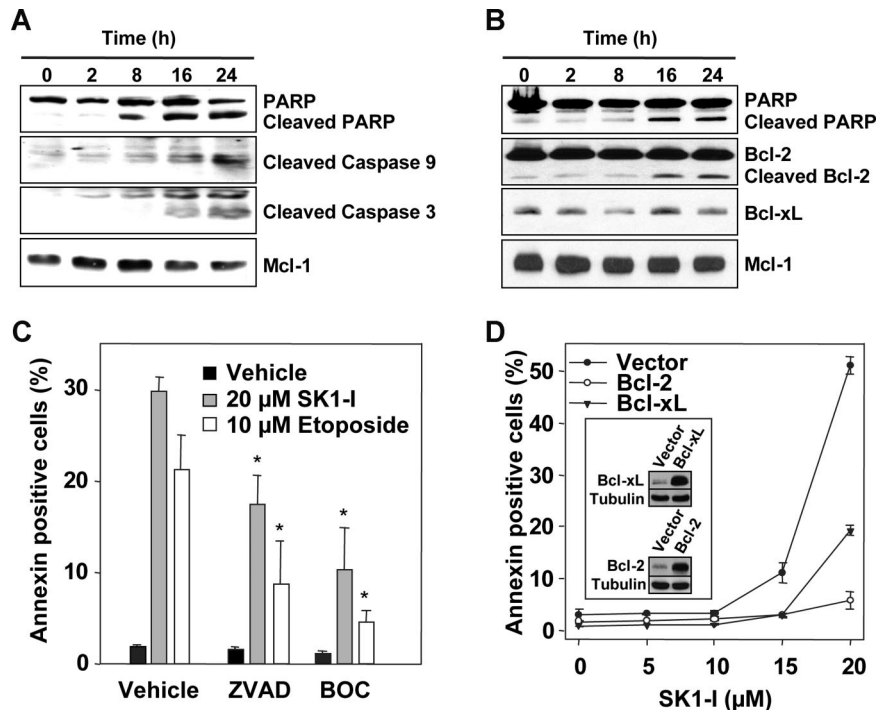 A
Time (h)
0 2 8 16 24
PARP
Cleaved PARP
Cleaved Caspase 9
Cleaved Caspase 3
Mcl-1
B
Time (h)
0 2 8 16 24
PARP
Cleaved PARP
Bcl-2
Cleaved Bcl-2
Bcl-xL
Mcl-1
C
Annexin positive cells (%)
30
20
10
0
Vehicle
20 µM SK1-I
10 µM Etoposide
* * * *
Vehicle ZVAD BOC
D
Annexin positive cells (%)
50
40
30
20
10
0
Vector
Bcl-2
Bcl-xL
Vector Bcl-xL
Bcl-xL
Tubulin
Vector Bcl-2
Bcl-2
Tubulin
0 5 10 15 20
SK1-I (µM)